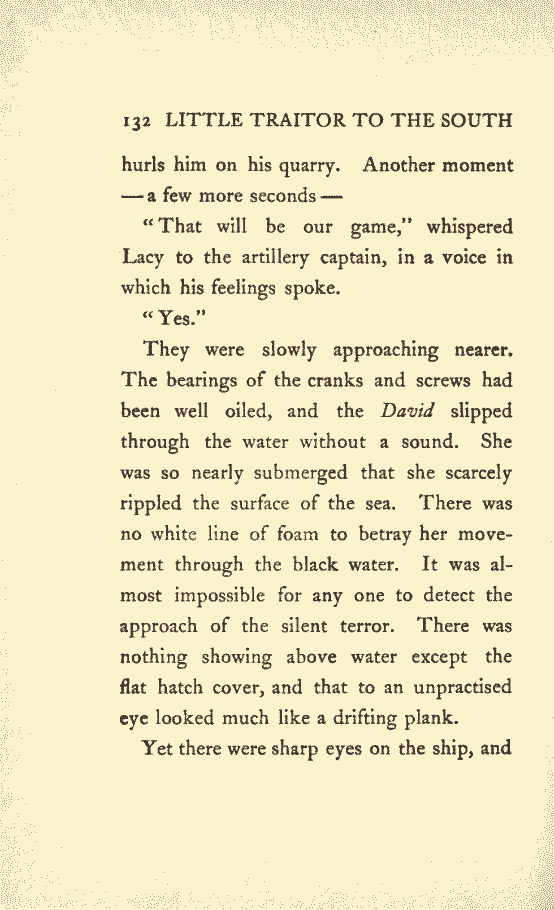 132 LITTLE TRAITOR TO THE SOUTH
hurls him on his quarry. Another moment
— a few more seconds —
“That will be our game,” whispered
Lacy to the artillery captain, in a voice in
which his feelings spoke.
“Yes.”
They were slowly approaching nearer.
The bearings of the cranks and screws had
been well oiled, and the David slipped
through the water without a sound. She
was so nearly submerged that she scarcely
rippled the surface of the sea. There was
no white line of foam to betray her move-
ment through the black water. It was al-
most impossible for any one to detect the
approach of the silent terror. There was
nothing showing above water except the
flat hatch cover, and that to an unpractised
eye looked much like a drifting plank.
Yet there were sharp eyes on the ship, and